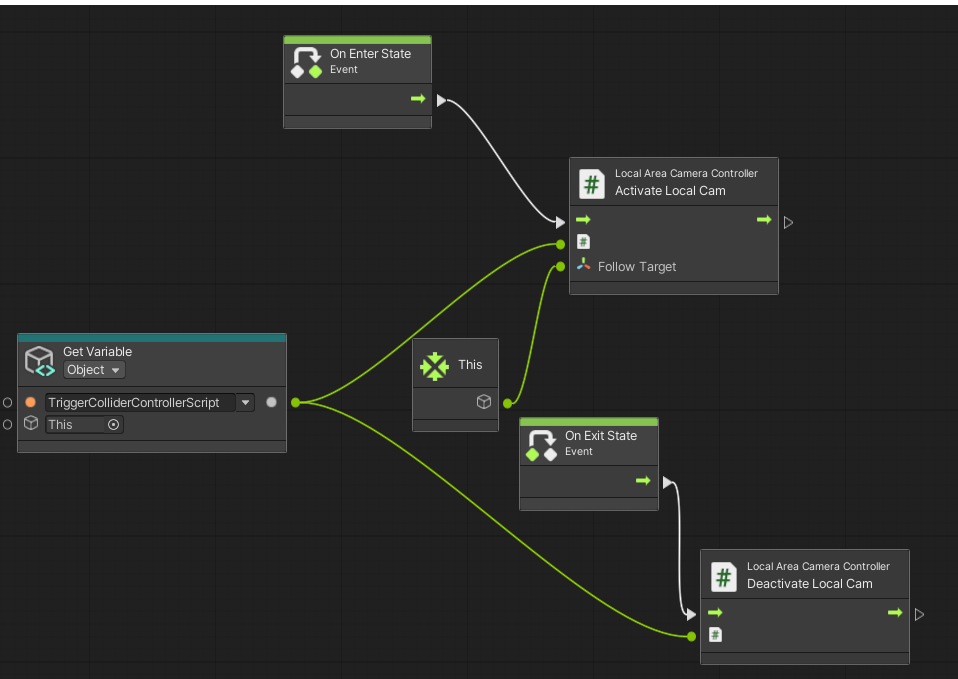 On Enter State
Event
Local Area Camera Controller
Activate Local Cam
Follow Target
Get Variable
Object
TriggerColliderControllerScript
This
This
On Exit State
Event
Local Area Camera Controller
Deactivate Local Cam